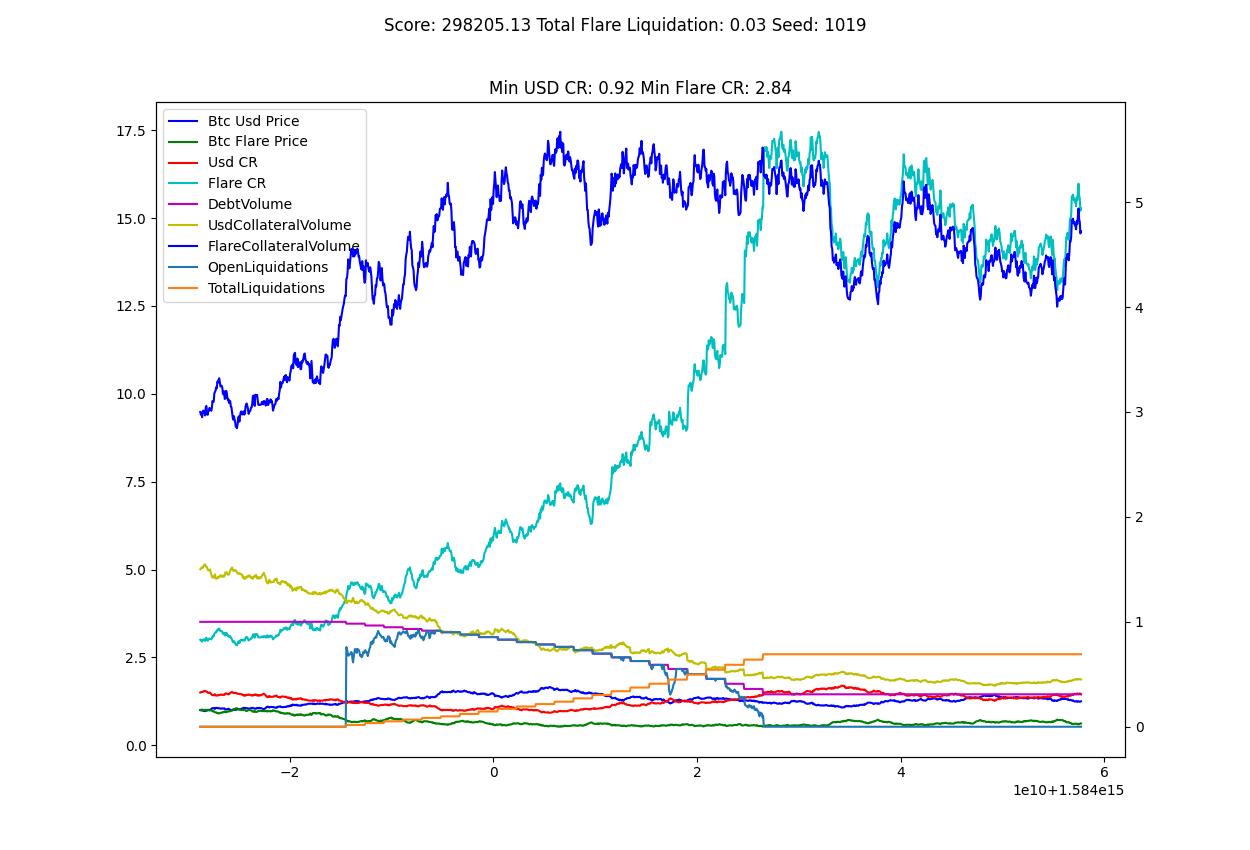 Score: 298205.13 Total Flare Liquidation: 0.03 Seed: 1019
Min USD CR: 0.92 Min Flare CR: 2.84
Btc Usd Price
Btc Flare Price
Usd CR
Flare CR
DebtVolume
UsdCollateralVolume
FlareCollateralVolume
OpenLiquidations
TotalLiquidations
17.5
15.0
12.5
10.0
7.5
5.0
2.5
0.0
5
4
3
2
1
0
−2 0 2 4 6
1e10+1.584e15